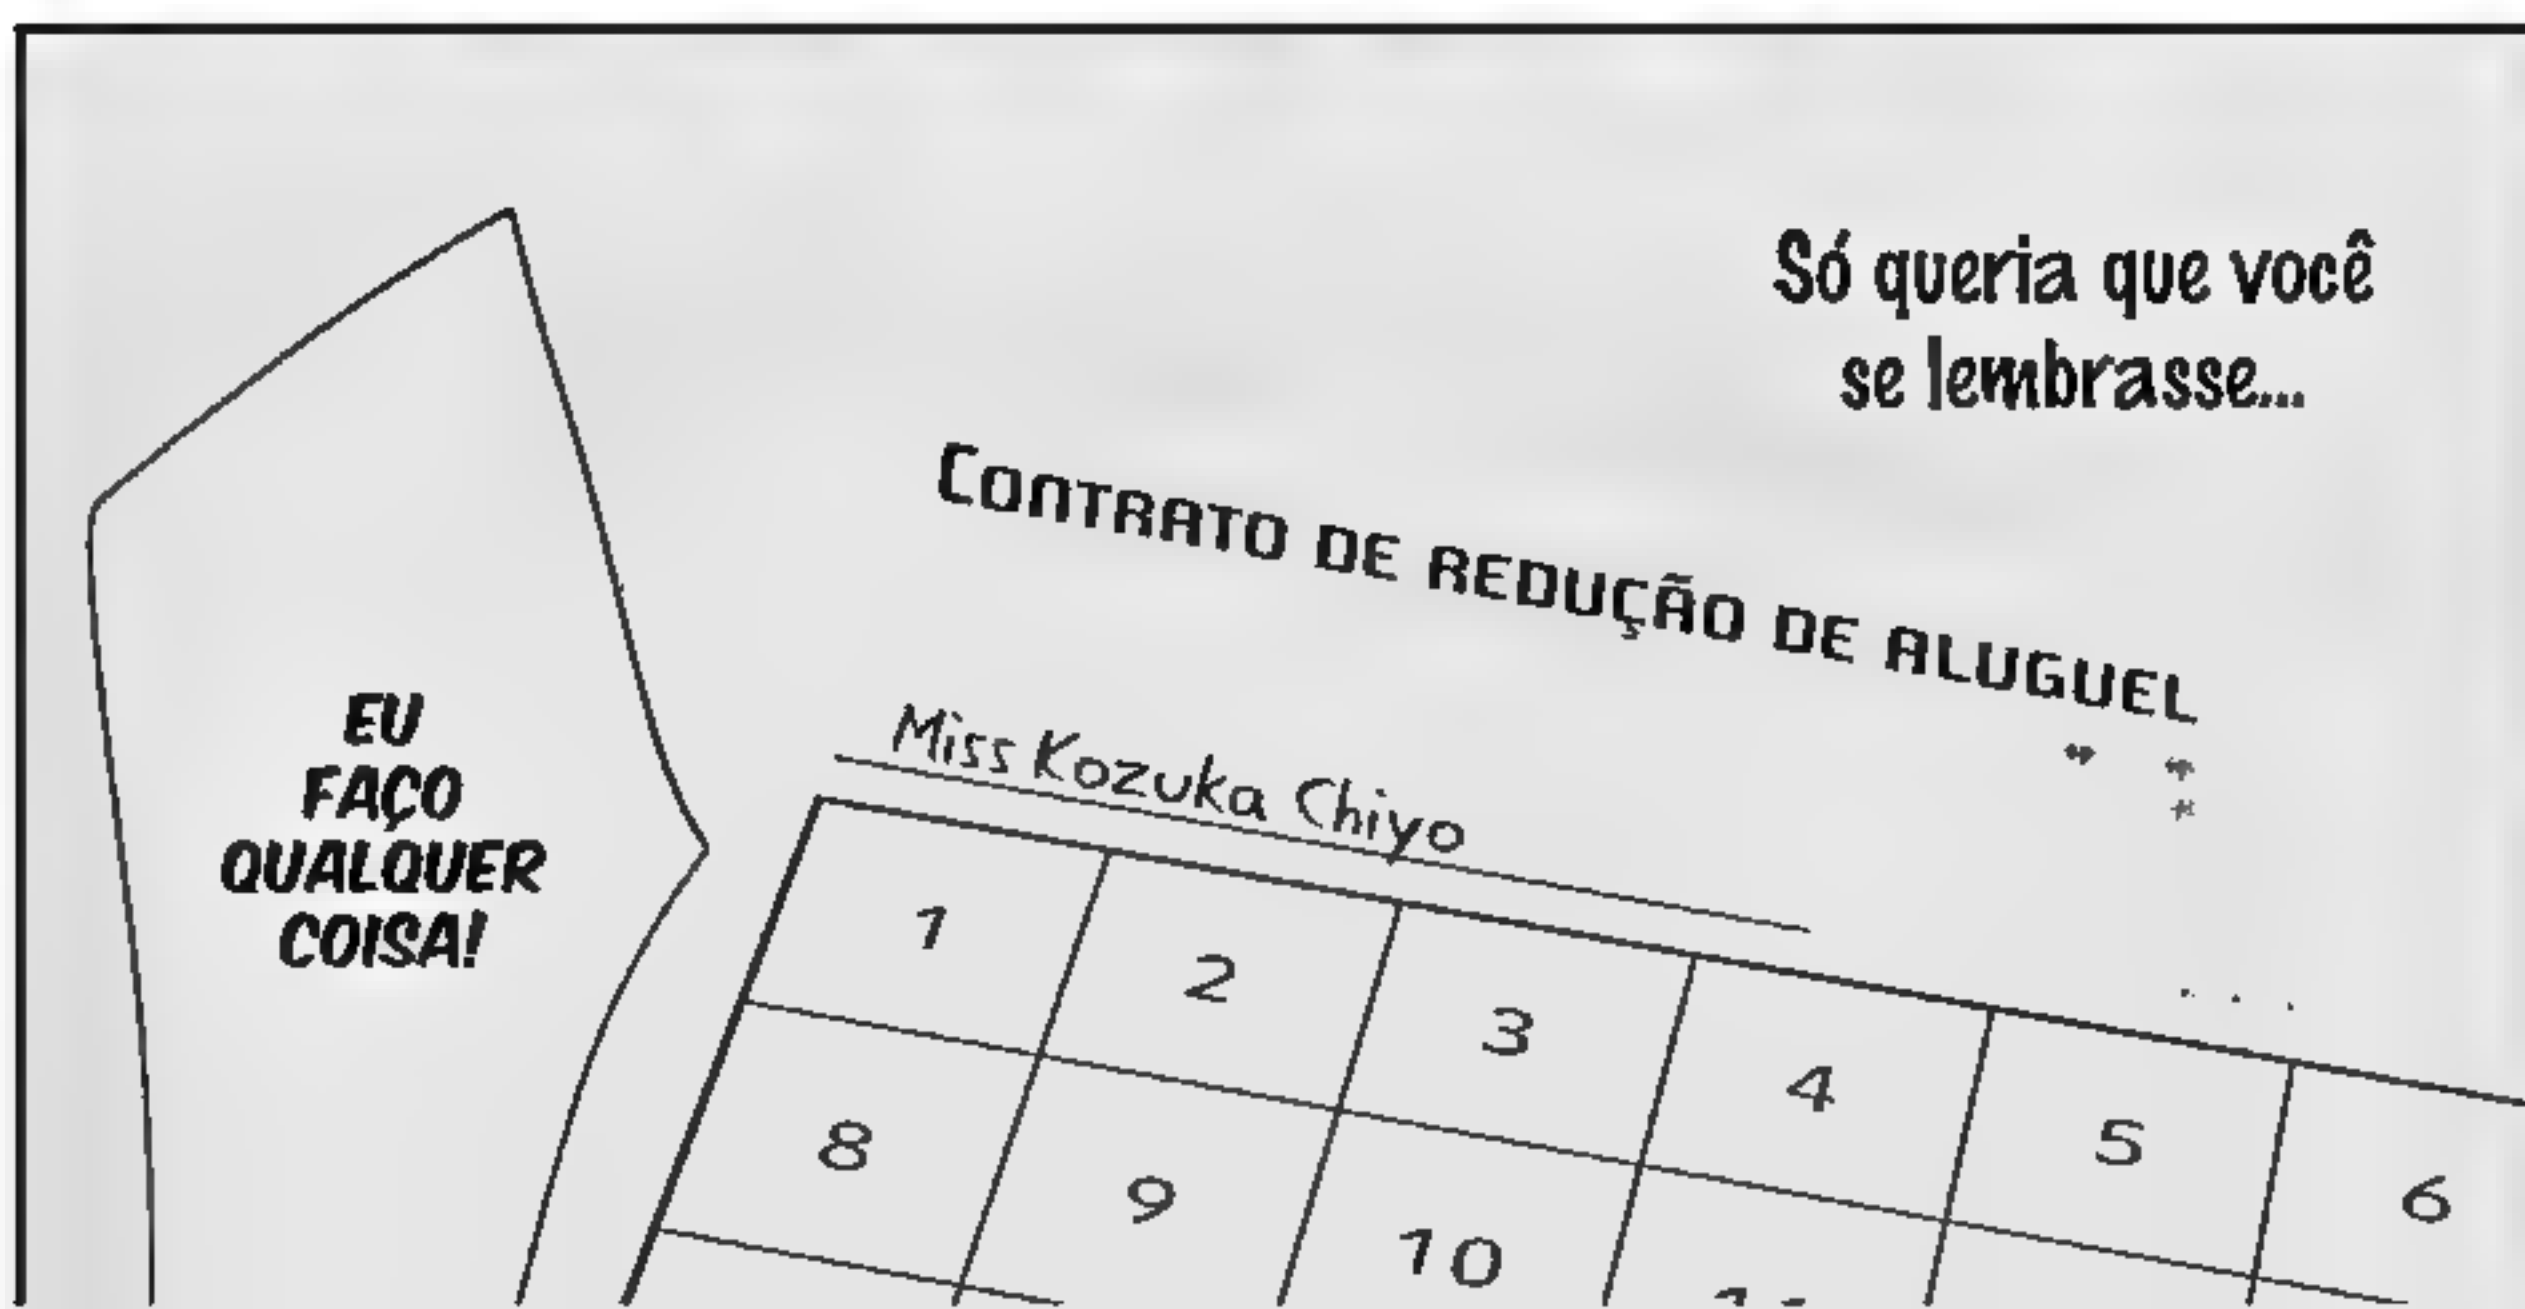 Só queria que você
se lembrasse...
CONTRATO DE REDUÇÃO DE ALUGUEL
Miss Kozuka Chiyo
EU
FAÇO
QUALQUER
COISA!
1 2 3 4 5 6
8 9 10